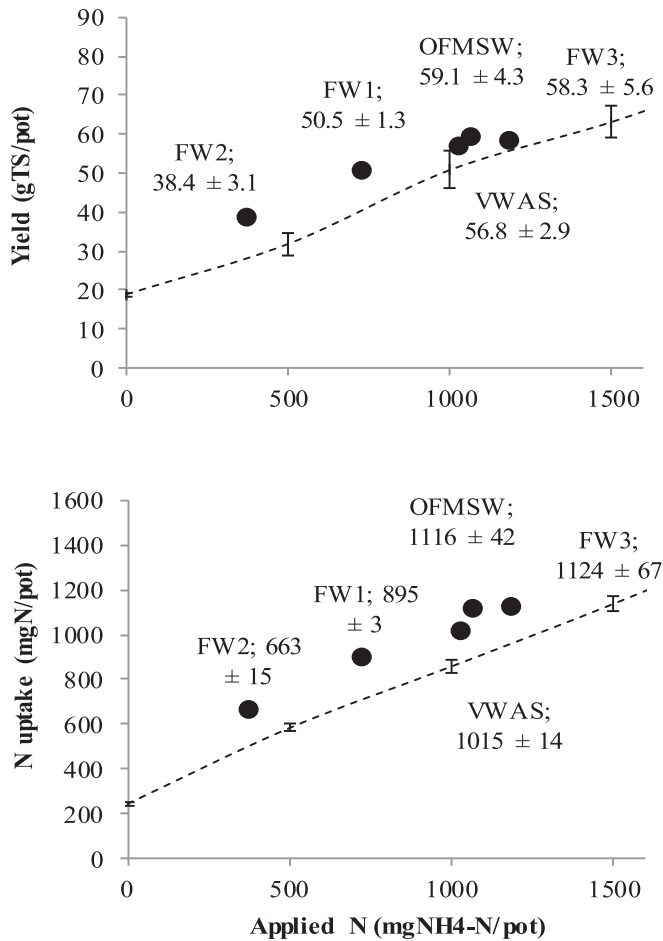 90
80
70
60
50
40
30
20
10
0
Yield (gTS/pot)
OFMSW;
59.1 ± 4.3
FW3;
58.3 ± 5.6
FW1;
50.5 ± 1.3
FW2;
38.4 ± 3.1
VWAS;
56.8 ± 2.9
0 500 1000 1500
1600
1400
1200
1000
800
600
400
200
0
N uptake (mgN/pot)
OFMSW;
1116 ± 42
FW3;
1124 ± 67
FW1; 895
± 3
FW2; 663
± 15
VWAS;
1015 ± 14
0 500 1000 1500
Applied N (mgNH4-N/pot)